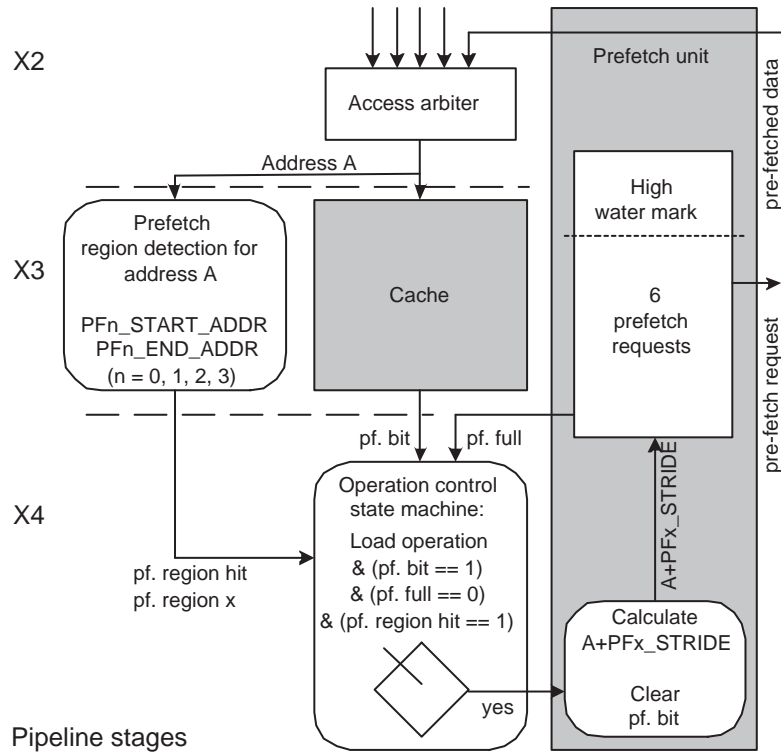 X2
Access arbiter
Prefetch unit
pre-fetched data
Address A
X3
Prefetch
region detection for
address A
PFn_START_ADDR
PFn_END_ADDR
(n = 0, 1, 2, 3)
Cache
High
water mark
6
prefetch
requests
pre-fetch request
pf. bit
pf. full
X4
pf. region hit
pf. region x
Operation control
state machine:
Load operation
& (pf. bit == 1)
& (pf. full == 0)
& (pf. region hit == 1)
yes
A+PFx_STRIDE
Calculate
A+PFx_STRIDE
Clear
pf. bit
Pipeline stages